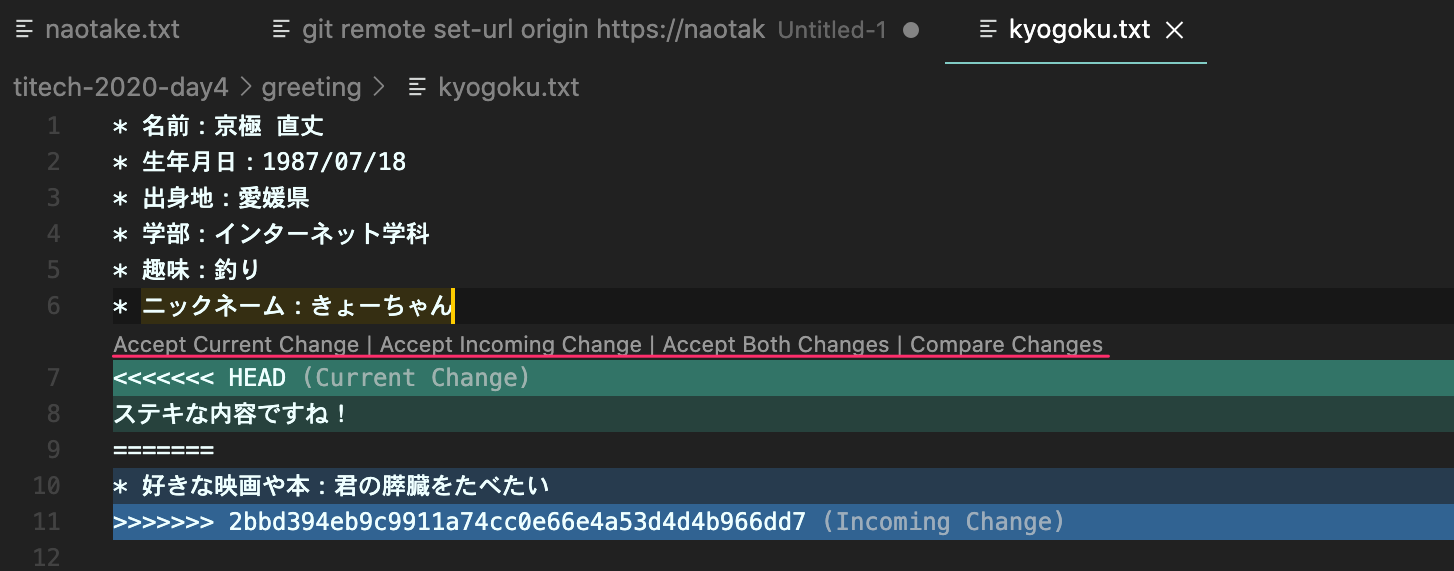 naotake.txt git remote set-url origin https://naotak Untitled-1 ● kyogoku.txt ×
titech-2020-day4 > greeting > kyogoku.txt
1 * 名前：京極 直丈
2 * 生年月日：1987/07/18
3 * 出身地：愛媛県
4 * 学部：インターネット学科
5 * 趣味：釣り
6 * ニックネーム：きょーちゃん
Accept Current Change | Accept Incoming Change | Accept Both Changes | Compare Changes
7 <<<<<<< HEAD (Current Change)
8 ステキな内容ですね！
9 =======
10 * 好きな映画や本：君の膵臓をたべたい
11 >>>>>>> 2bbd394eb9c9911a74cc0e66e4a53d4d4b966dd7 (Incoming Change)
12